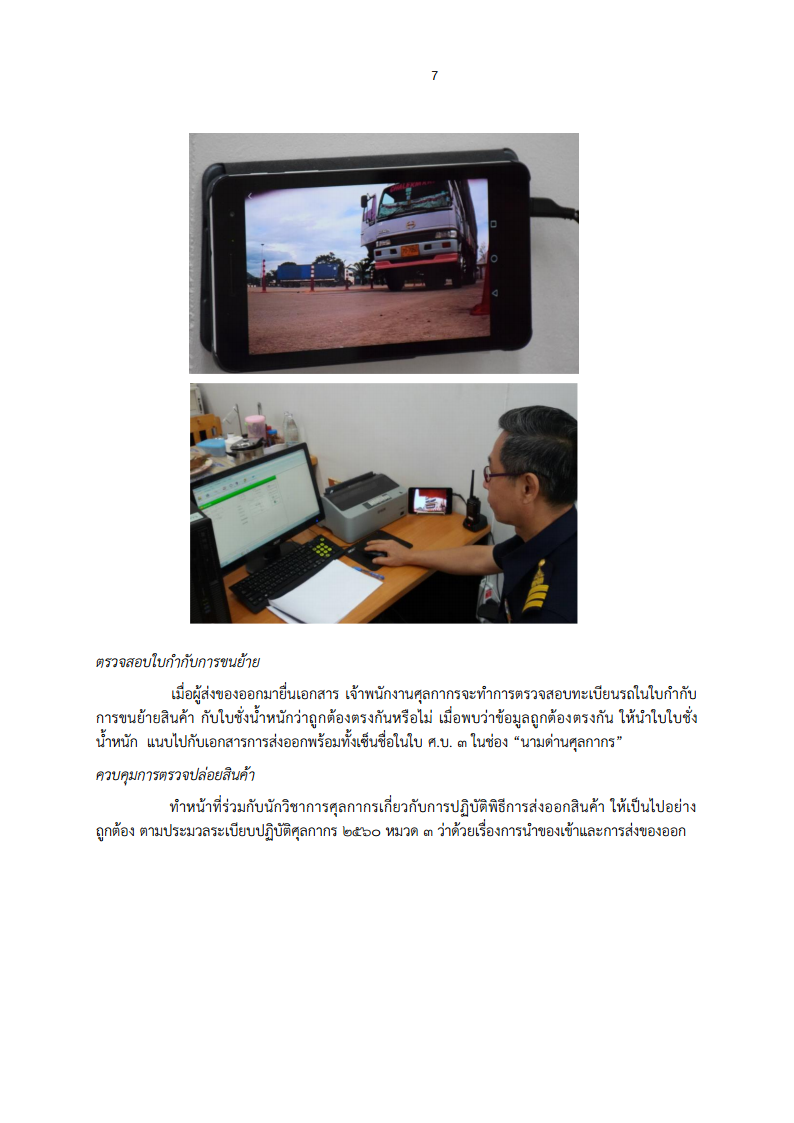 7
ตรวจสอบใบกำกับการขนย้าย
เมื่อผู้ส่งของออกมายื่นเอกสาร เจ้าพนักงานศุลกากรจะทำการตรวจสอบทะเบียนรถในใบกำกับ
การขนย้ายสินค้า กับใบชั่งน้ำหนักว่าถูกต้องตรงกันหรือไม่ เมื่อพบว่าข้อมูลถูกต้องตรงกัน ให้นำใบใบชั่ง
น้ำหนัก แนบไปกับเอกสารการส่งออกพร้อมทั้งเซ็นชื่อในใบ ศ.บ. ๓ ในช่อง “นามด่านศุลกากร”
ควบคุมการตรวจปล่อยสินค้า
ทำหน้าที่ร่วมกับนักวิชาการศุลกากรเกี่ยวกับการปฏิบัติพิธีการส่งออกสินค้า ให้เป็นไปอย่าง
ถูกต้อง ตามประมวลระเบียบปฏิบัติศุลกากร ๒๕๖๐ หมวด ๓ ว่าด้วยเรื่องการนำของเข้าและการส่งของออก